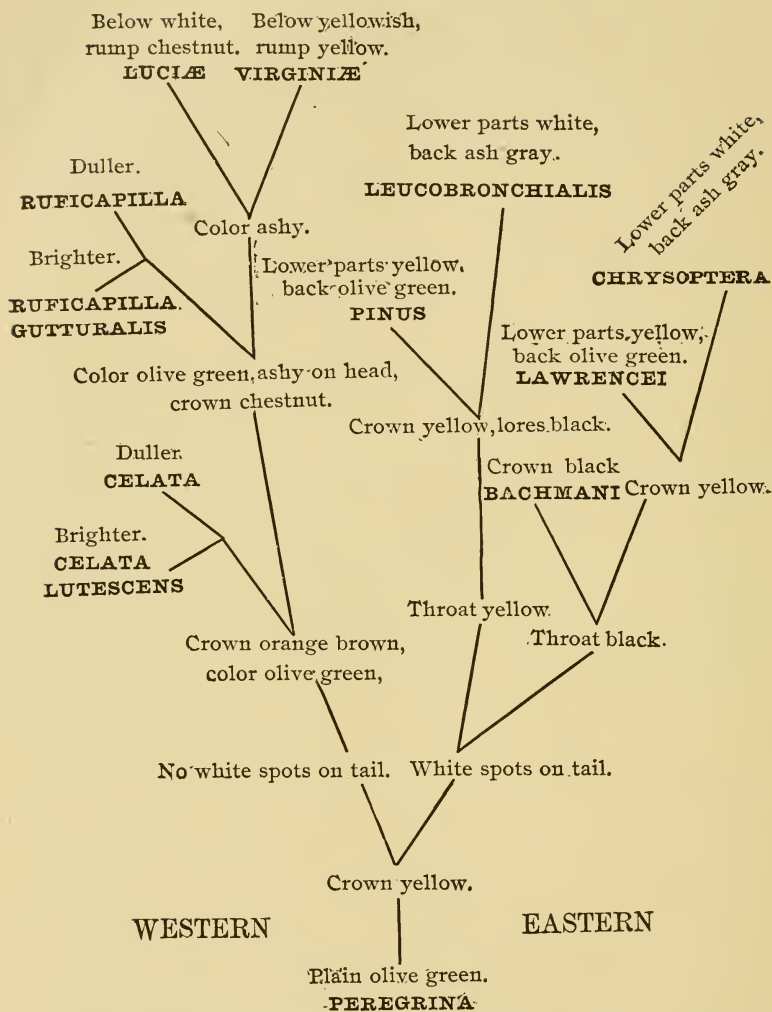 Below white,
rump chestnut.
LUCIÆ
Below yellowish,
rump yellow.
VIRGINIÆ
Lower parts white,
back ash gray.
LEUCOBRONCHIALIS
Lower parts white,
back ash gray.
CHRYSOPTERA
Duller.
RUFICAPILLA
Color ashy.
Brighter.
RUFICAPILLA
GUTTURALIS
Lower parts yellow,
back olive green.
PINUS
Lower parts yellow,
back olive green.
LAWRENCEI
Color olive green, ashy on head,
crown chestnut.
Crown yellow, lores black.
Duller.
CELATA
Crown black
BACHMANI
Crown yellow.
Brighter.
CELATA
LUTESCENS
Throat yellow.
Throat black.
Crown orange brown,
color olive green,
No white spots on tail.
White spots on tail.
Crown yellow.
WESTERN
EASTERN
Plain olive green.
PEREGRINA